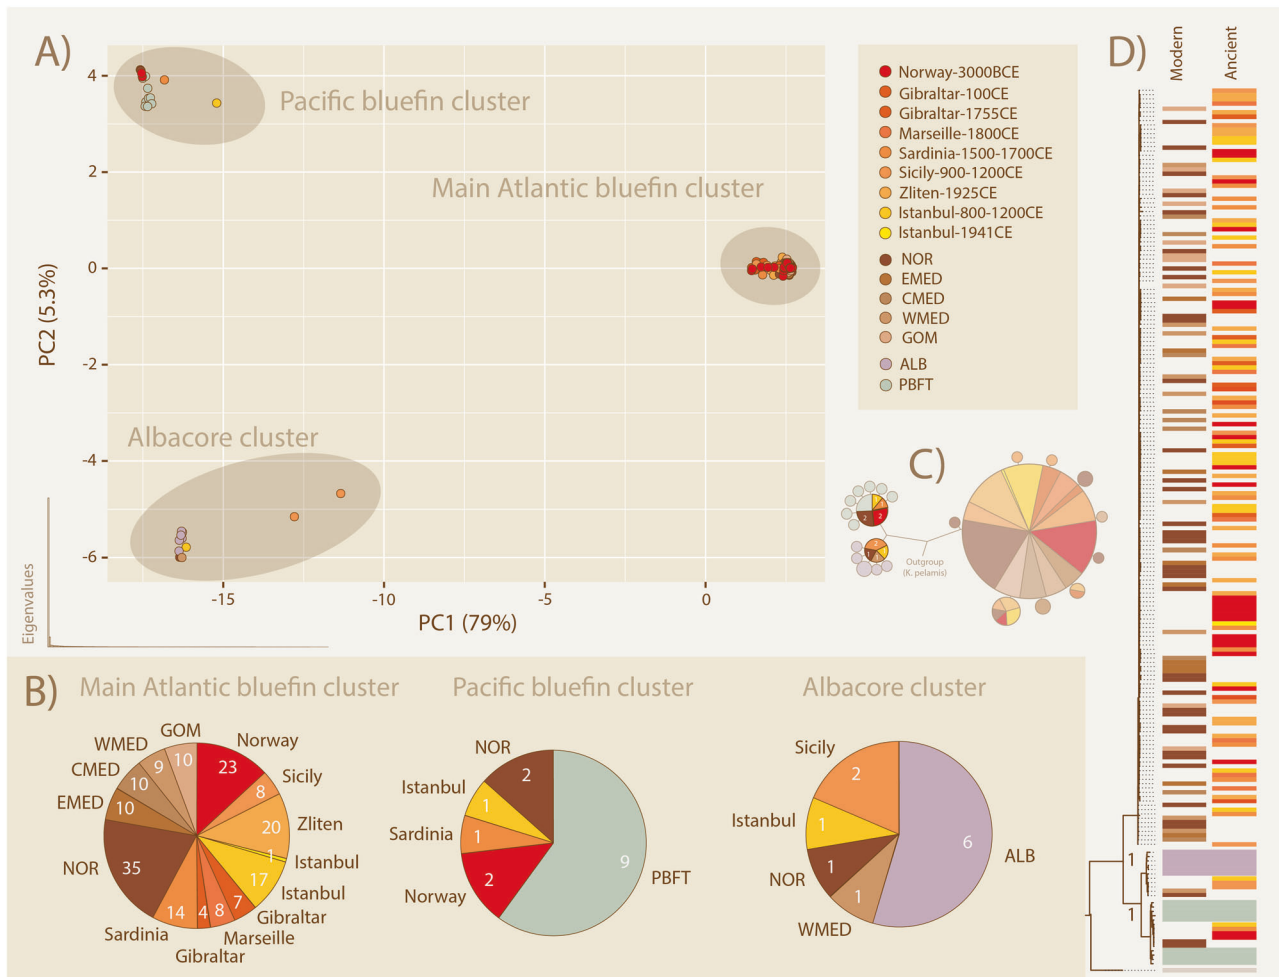 A)
4
2
0
-2
-4
-6
PC2 (5.3%)
Pacific bluefin cluster
Main Atlantic bluefin cluster
Albacore cluster
-15
-10
-5
0
PC1 (79%)
Eigenvalues
Norway-3000BCE
Gibraltar-100CE
Gibraltar-1755CE
Marseille-1800CE
Sardinia-1500-1700CE
Sicily-900-1200CE
Zliten-1925CE
Istanbul-800-1200CE
Istanbul-1941CE
NOR
EMED
CMED
WMED
GOM
ALB
PBFT
C)
2
2
2
1
Outgroup
(K. pelamis)
D)
Modern
Ancient
1
1
B)
Main Atlantic bluefin cluster
GOM
Norway
WMED
Sicily
CMED
EMED
Zliten
NOR
Istanbul
Istanbul
Gibraltar
Sardinia
Marseille
Gibraltar
10
23
9
8
10
10
20
1
35
17
7
14
4
8
Pacific bluefin cluster
NOR
2
Istanbul
1
Sardinia
1
Norway
2
9
PBFT
Albacore cluster
Sicily
2
Istanbul
1
NOR
1
WMED
1
6
ALB